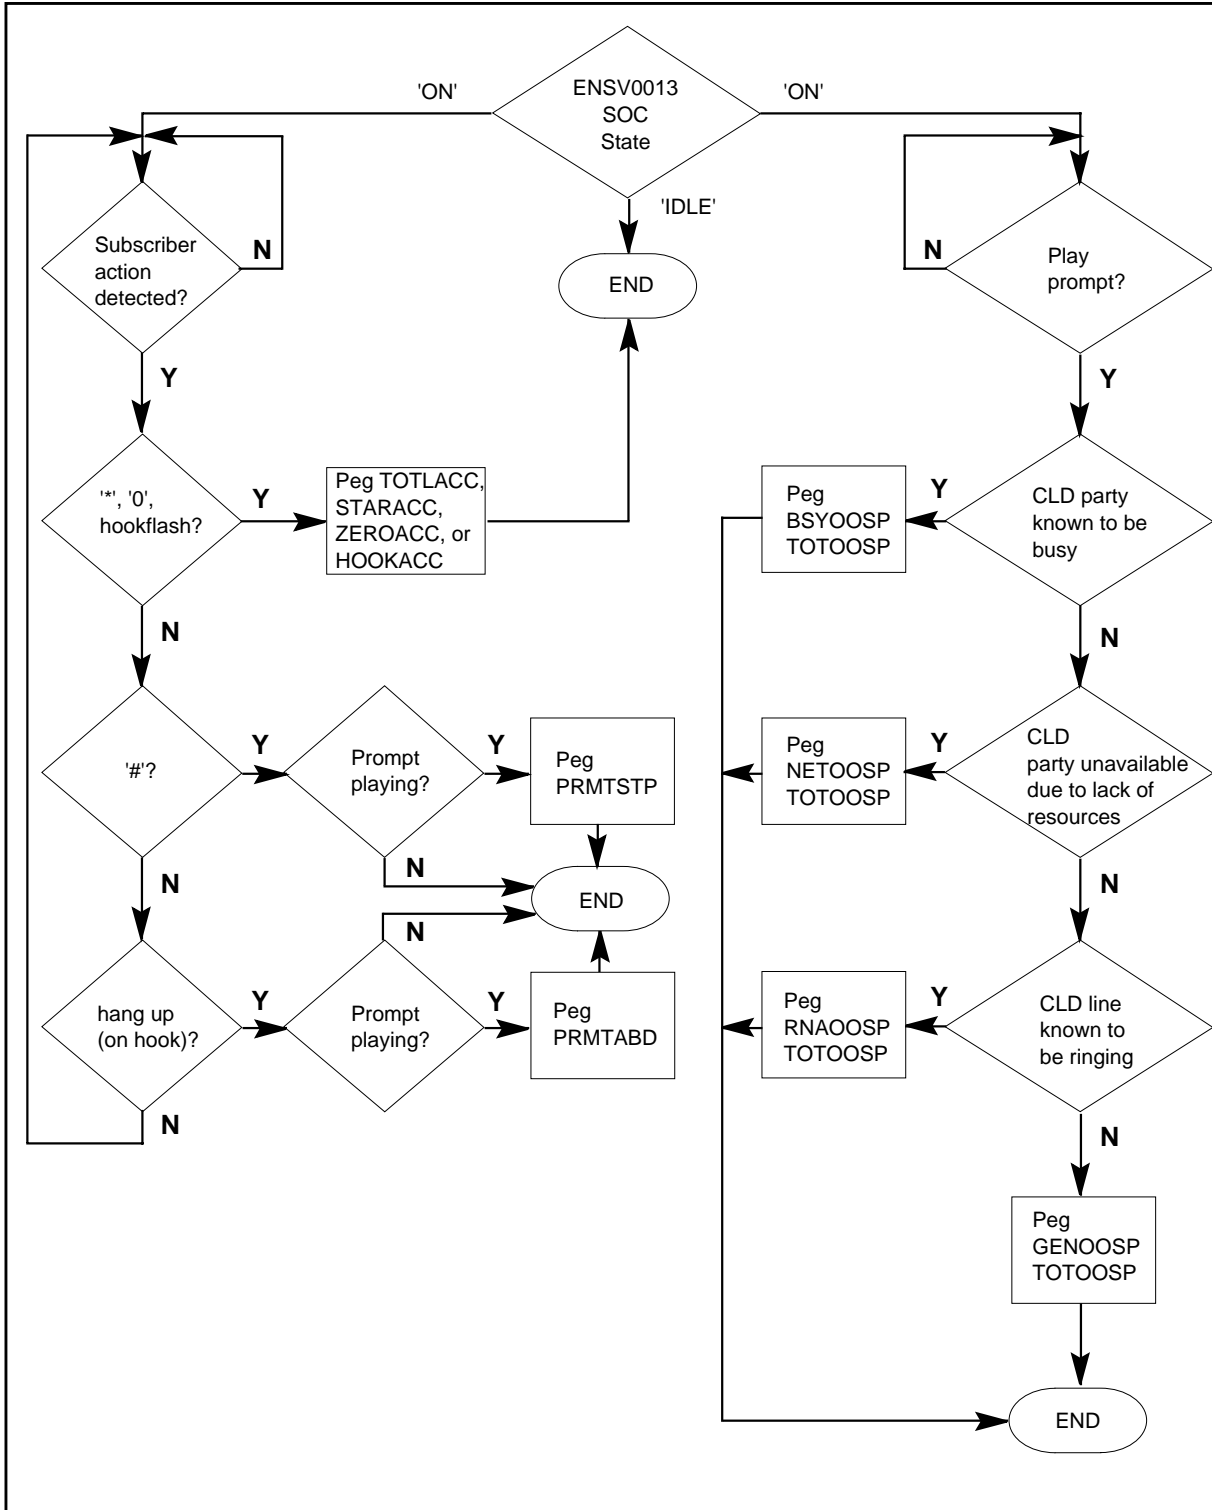 'ON'
ENSV0013
SOC
State
'ON'
'IDLE'
END
Subscriber
action
detected?
N
Y
'*', '0',
hookflash?
Y
Peg TOTLACC,
STARACC,
ZEROACC, or
HOOKACC
N
'#'?
Y
Prompt
playing?
Y
Peg
PRMTSTP
N
N
END
hang up
(on hook)?
Y
Prompt
playing?
N
Y
Peg
PRMTABD
N
Play
prompt?
N
Y
CLD party
known to be
busy
Y
Peg
BSYOOSP
TOTOOSP
N
CLD
party unavailable
due to lack of
resources
Y
Peg
NETOOSP
TOTOOSP
N
CLD line
known to
be ringing
Y
Peg
RNAOOSP
TOTOOSP
N
Peg
GENOOSP
TOTOOSP
END